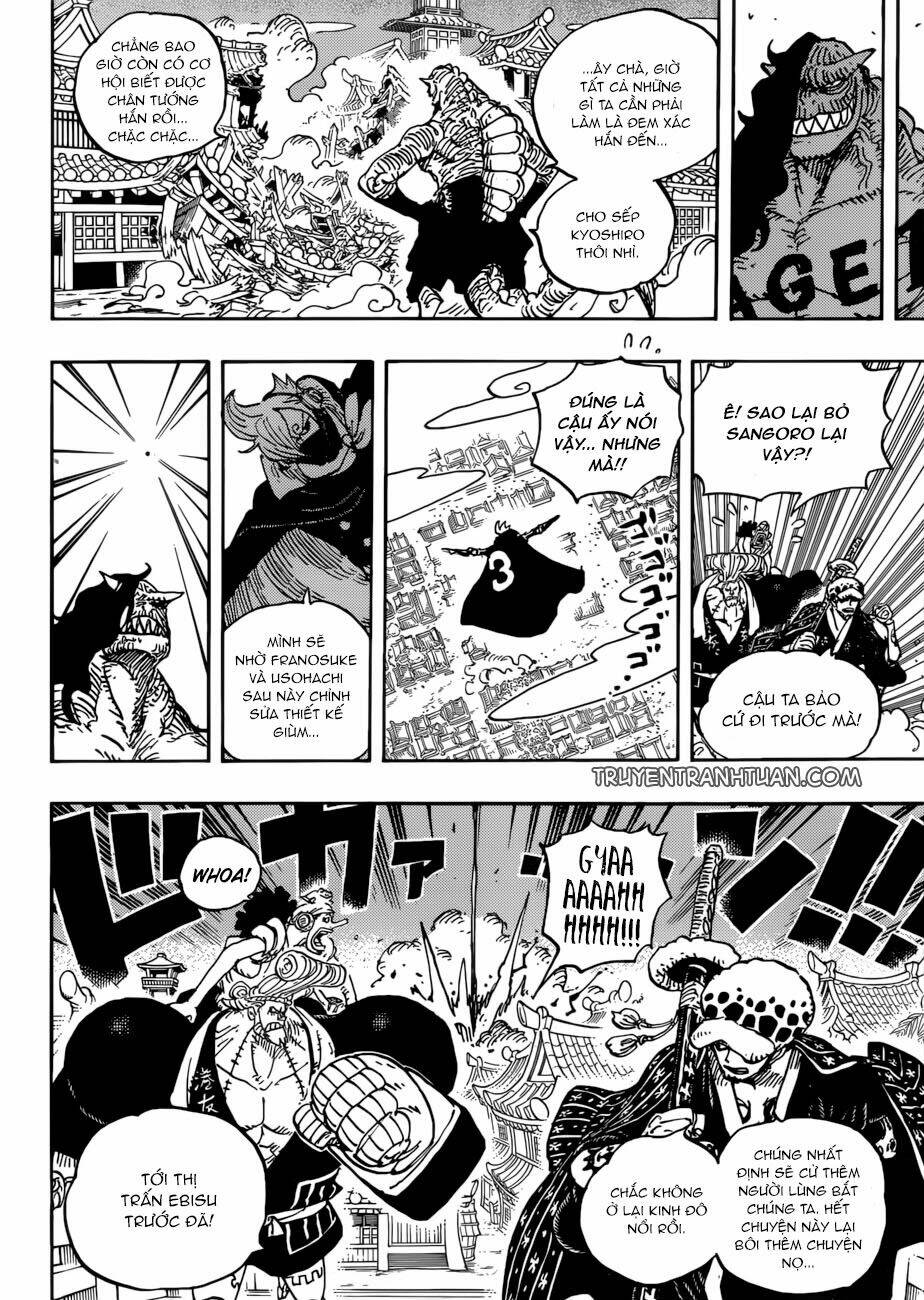 ...ÂY CHÀ, GIỜ
TẤT CẢ NHỮNG
GÌ TA CẦN PHẢI
LÀM LÀ ĐEM XÁC
HẮN ĐẾN...
CHO SẾP
KYOSHIRO
THÔI NHỈ.
CHẲNG BAO
GIỜ CÒN CÓ CƠ
HỘI BIẾT ĐƯỢC
CHÂN TƯỚNG
HẮN RỒI...
CHẶC CHẶC...
AGE1
Ê! SAO LẠI BỎ
SANGORO LẠI
VẬY?!
CẬU TA BẢO
CỨ ĐI TRƯỚC MÀ!
ĐÚNG LÀ
CẬU ẤY NÓI
VẬY... NHƯNG
MÀ!!
3
MÌNH SẼ
NHỜ FRANOSUKE
VÀ USOHACHI
SAU NÀY CHỈNH
SỬA THIẾT KẾ
GIÙM...
TRUYENTRANHTUAN.COM
GYAA
AAAAHH
HHHH!!!
WHOA!
ドガァ!!!
CHÚNG NHẤT
ĐỊNH SẼ CỬ THÊM
NGƯỜI LÙNG BẮT
CHÚNG TA. HẾT
CHUYỆN NÀY LẠI
BÔI THÊM CHUYỆN
NỌ...
CHẮC KHÔNG
Ở LẠI KINH ĐÔ
NỔI RỒI.
TỚI THỊ
TRẤN EBISU
TRƯỚC ĐÃ!